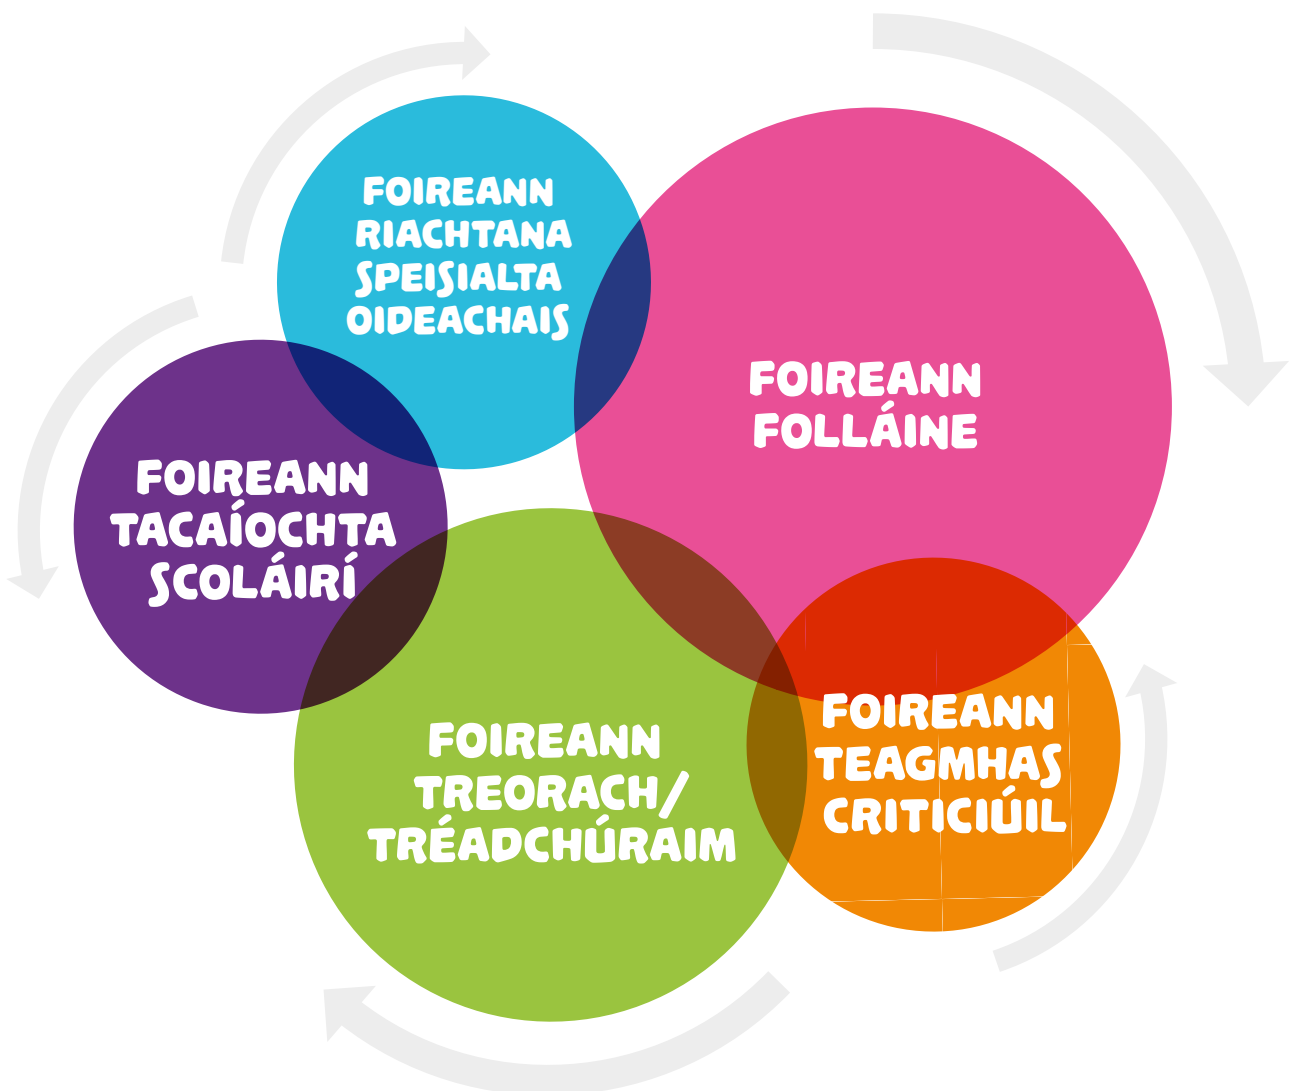 FOIREANN
RIACHTANA
SPEISIALTA
OIDEACHAIS
FOIREANN
FOLLÁINE
FOIREANN
TACAÍOCHTA
SCOLÁIRÍ
FOIREANN
TREORACH/
TRÉADCHÚRAIM
FOIREANN
TEAGMHAS
CRITICIÚIL